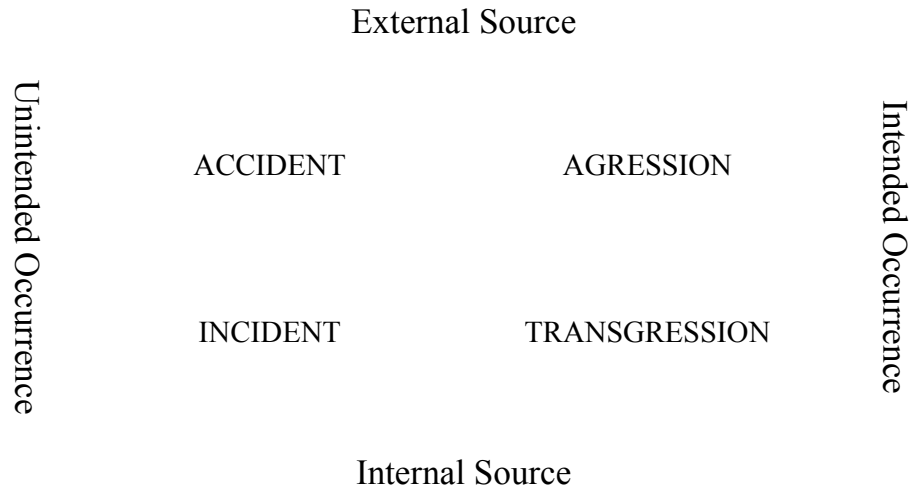 External Source
Unintended Occurrence
ACCIDENT
AGRESSION
Intended Occurrence
INCIDENT
TRANSGRESSION
Internal Source